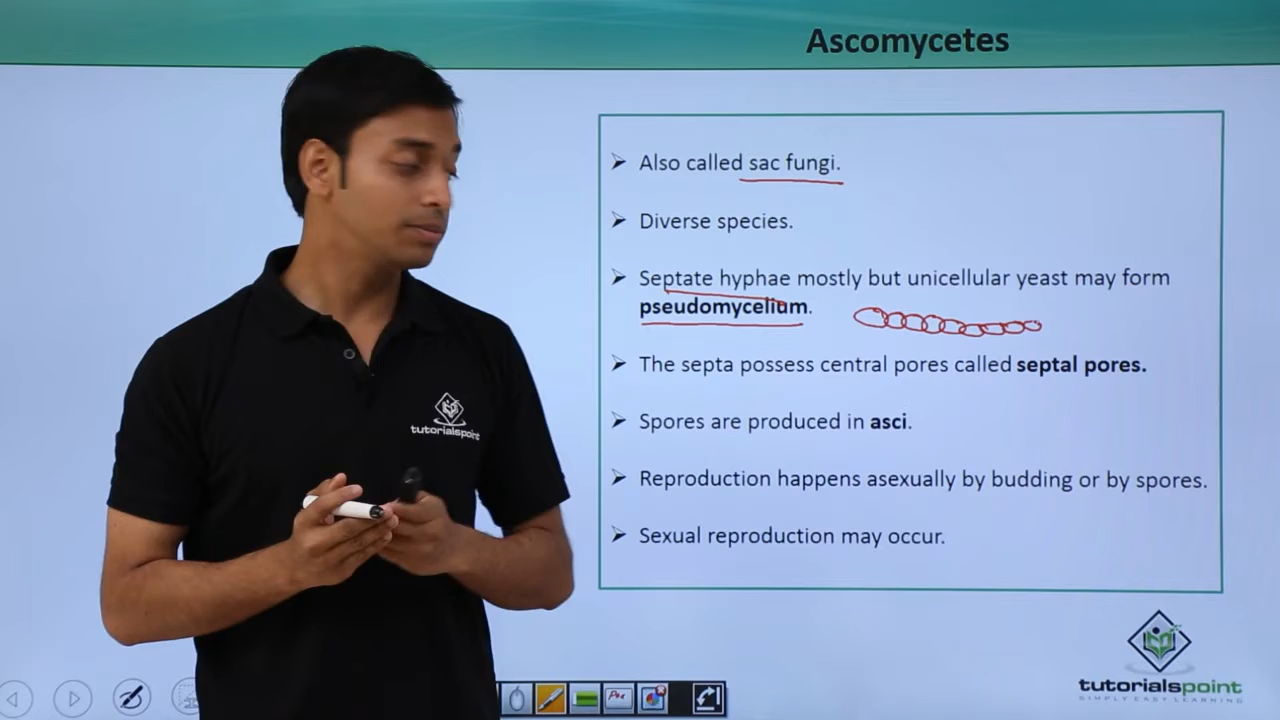 Ascomycetes
➢ Also called sac fungi.
➢ Diverse species.
➢ Septate hyphae mostly but unicellular yeast may form
pseudomycelium.
➢ The septa possess central pores called septal pores.
➢ Spores are produced in asci.
➢ Reproduction happens asexually by budding or by spores.
➢ Sexual reproduction may occur.
tutorialspoint
tutorialspoint
SIMPLY EASY LEARNING